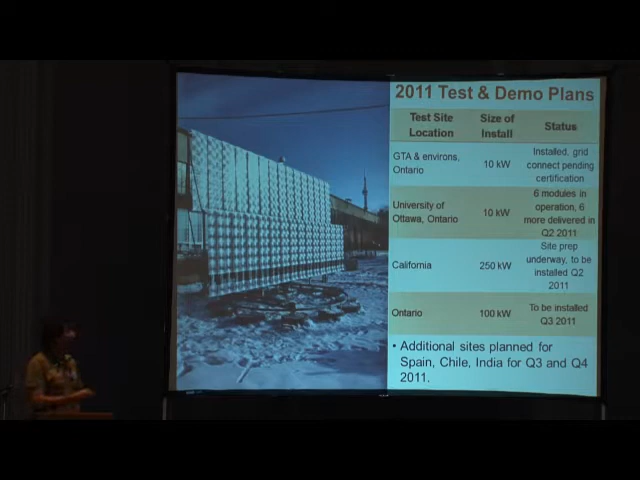 2011 Test & Demo Plans
Test Site Location
Size of Install
Status
GTA & environs, Ontario
10 kW
Installed, grid connect pending certification
University of Ottawa, Ontario
10 kW
6 modules in operation, 6 more delivered in Q2 2011
California
250 kW
Site prep underway, to be installed Q2 2011
Ontario
100 kW
To be installed Q3 2011
• Additional sites planned for
Spain, Chile, India for Q3 and Q4
2011.